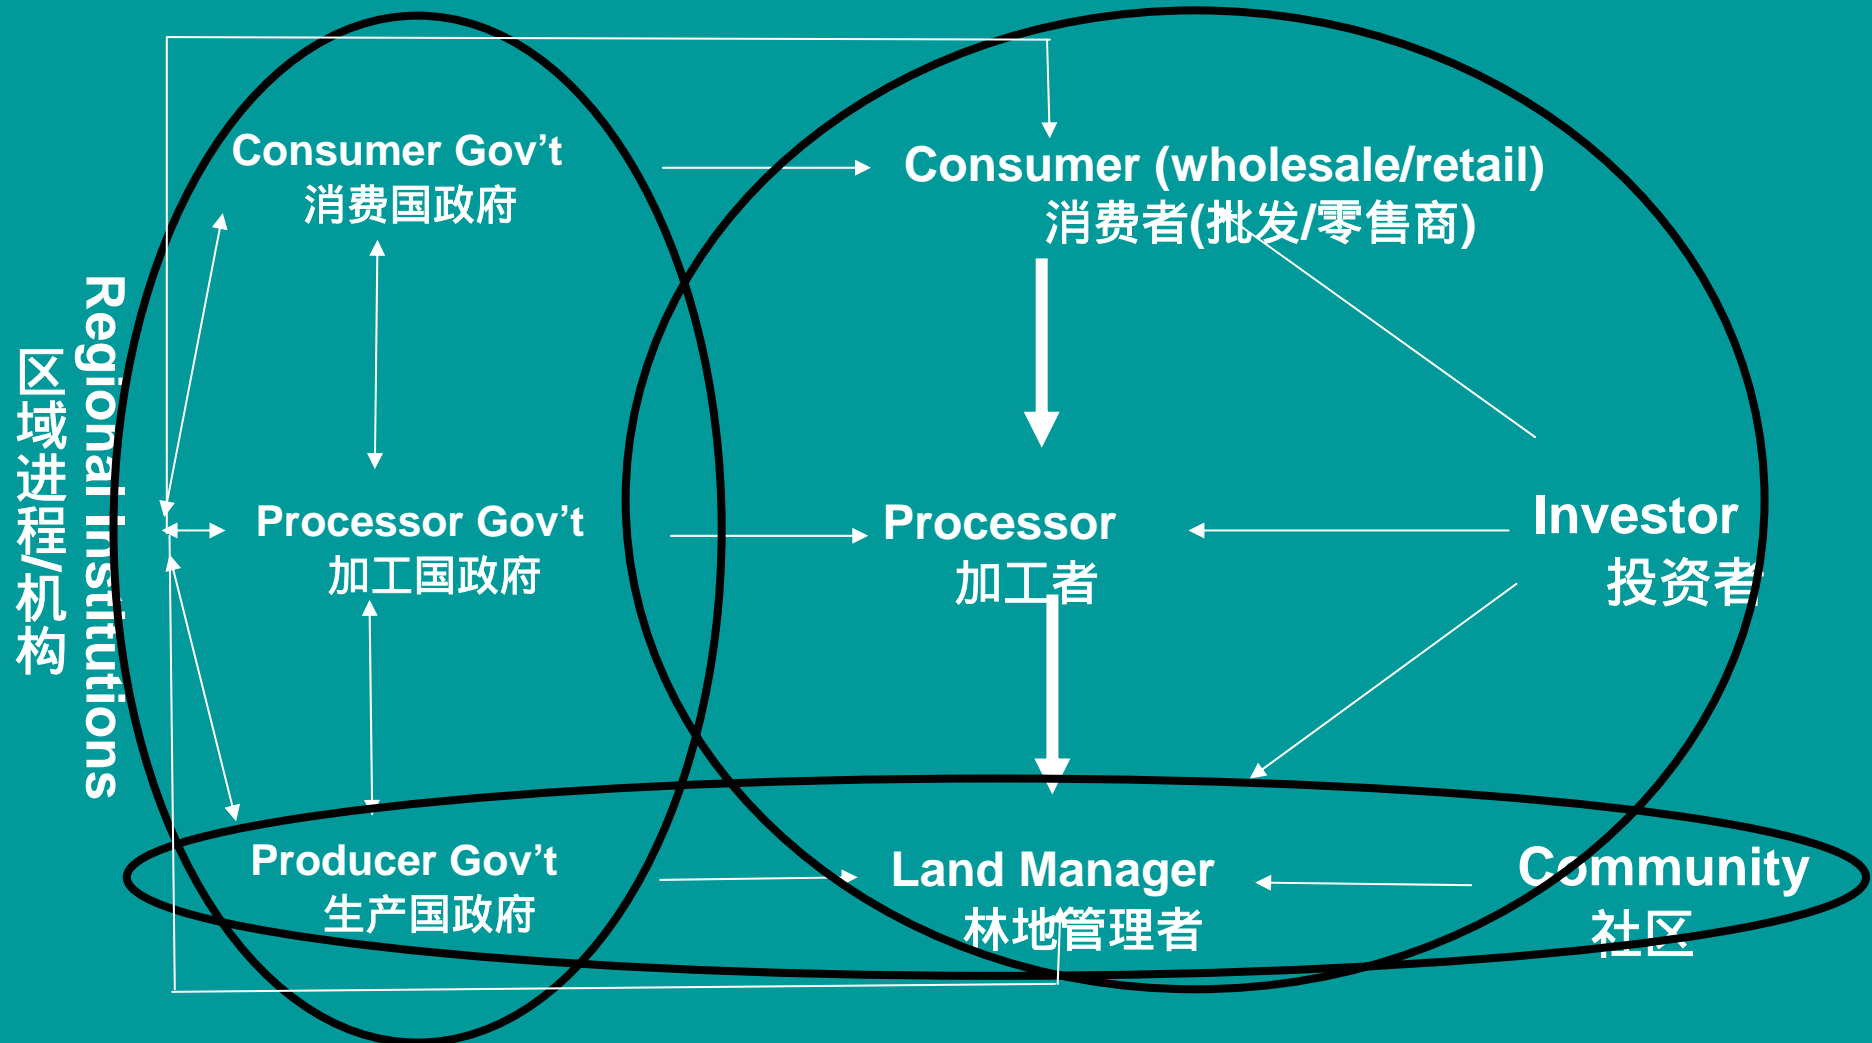 Consumer Gov’t
消费国政府
Consumer (wholesale/retail)
消费者(批发/零售商)
Regional Institutions
区域进程/机构
Processor Gov’t
加工国政府
Processor
加工者
Investor
投资者
Producer Gov’t
生产国政府
Land Manager
林地管理者
Community
社区